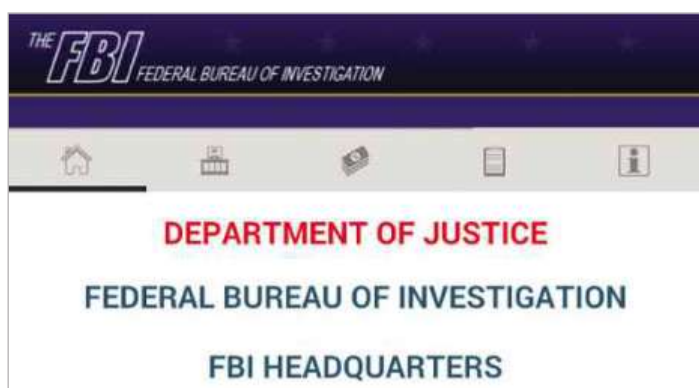 THE FBI FEDERAL BUREAU OF INVESTIGATION
DEPARTMENT OF JUSTICE
FEDERAL BUREAU OF INVESTIGATION
FBI HEADQUARTERS